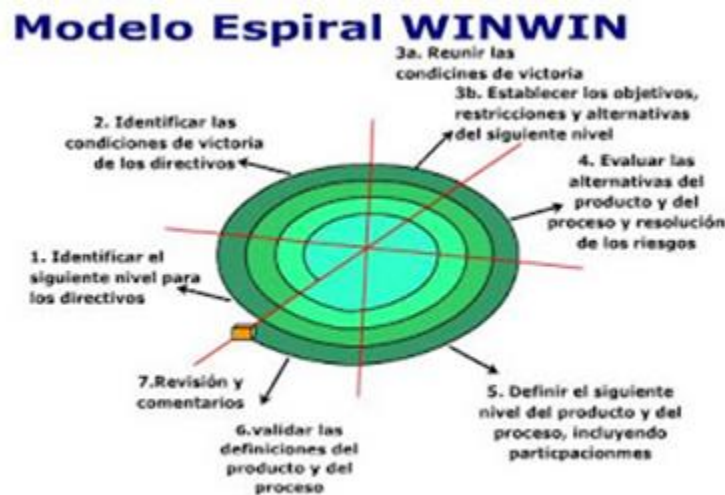 Modelo Espiral WINWIN
3a. Reunir las
condicines de victoria
3b. Establecer los objetivos,
restricciones y alternativas
del siguiente nivel
2. Identificar las
condiciones de victoria
de los directivos
4. Evaluar las
alternativas del
producto y del
proceso y resolución
de los riesgos
1. Identificar el
siguiente nivel para
los directivos
7.Revisión y
comentarios
6.validar las
definiciones del
producto y del
proceso
5. Definir el siguiente
nivel del producto y del
proceso, incluyendo
particpacionmes